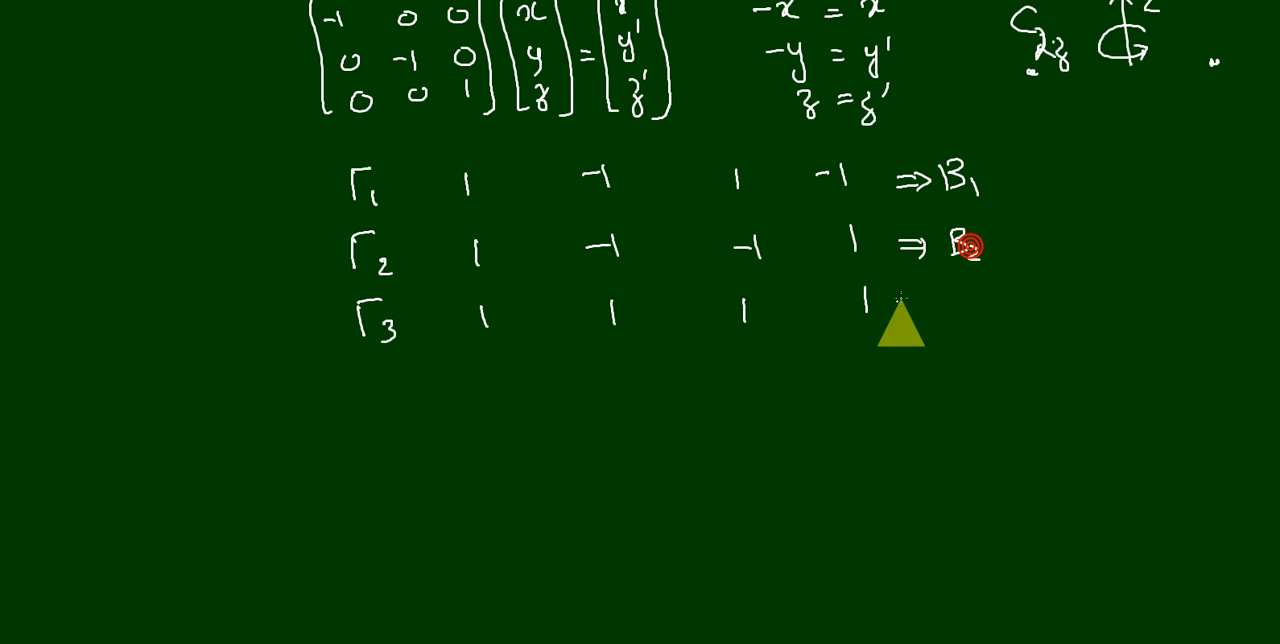 -1 0 0 x x' -x = x'
0 -1 0 y = y' -y = y'
0 0 1 z z' z = z'
C2z z
Γ1 1 -1 1 -1 ⇒ B1
Γ2 1 -1 -1 1 ⇒ B2
Γ3 1 1 1 1